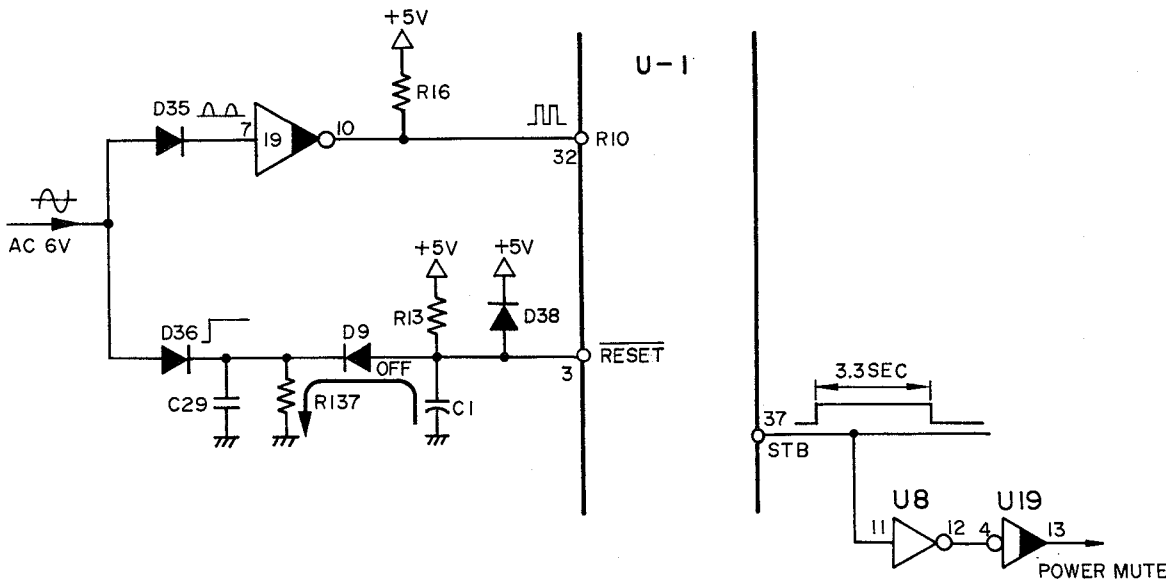 +5V
U-1
R16
D35
7
19
10
32
R10
AC 6V
+5V
+5V
D36
D9
R13
D38
OFF
3
RESET
C29
R137
C1
3.3SEC
37
STB
U8
U19
11
12
4
13
POWER MUTE